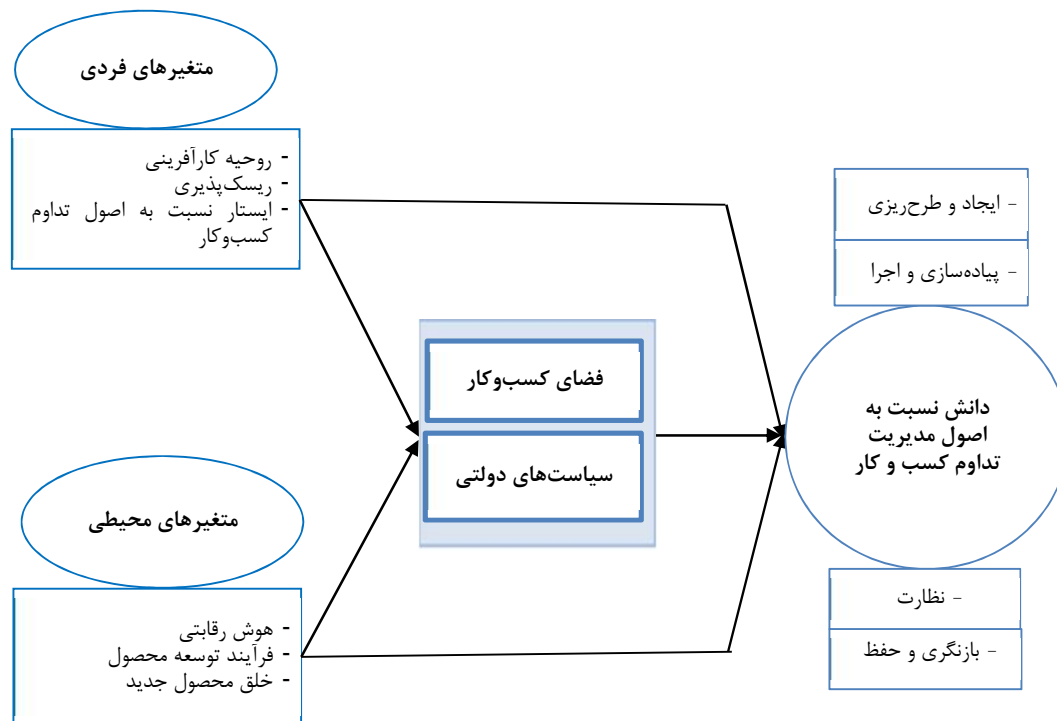 متغیرهای فردی
- روحیه کارآفرینی
- ریسک‌پذیری
- ایستار نسبت به اصول تداوم
کسب‌وکار
- ایجاد و طرح‌ریزی
- پیاده‌سازی و اجرا
فضای کسب‌وکار
سیاست‌های دولتی
دانش نسبت به
اصول مدیریت
تداوم کسب و کار
متغیرهای محیطی
- هوش رقابتی
- فرآیند توسعه محصول
- خلق محصول جدید
- نظارت
- بازنگری و حفظ